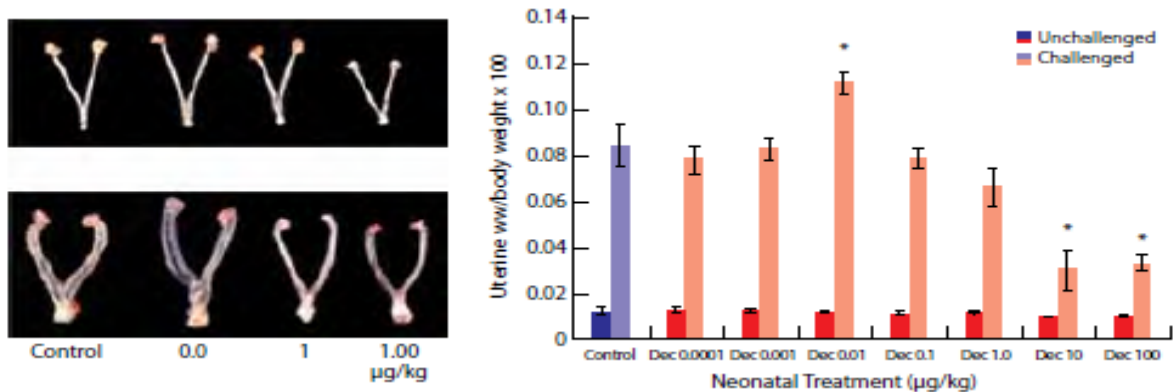 Control 0.0 1 1.00
µg/kg
Uterine ww/body weight x 100
0.14
0.12
0.10
0.08
0.06
0.04
0.02
0
Unchallenged
Challenged
*
*
*
Control Dec 0.0001 Dec 0.001 Dec 0.01 Dec 0.1 Dec 1.0 Dec 10 Dec 100
Neonatal Treatment (µg/kg)